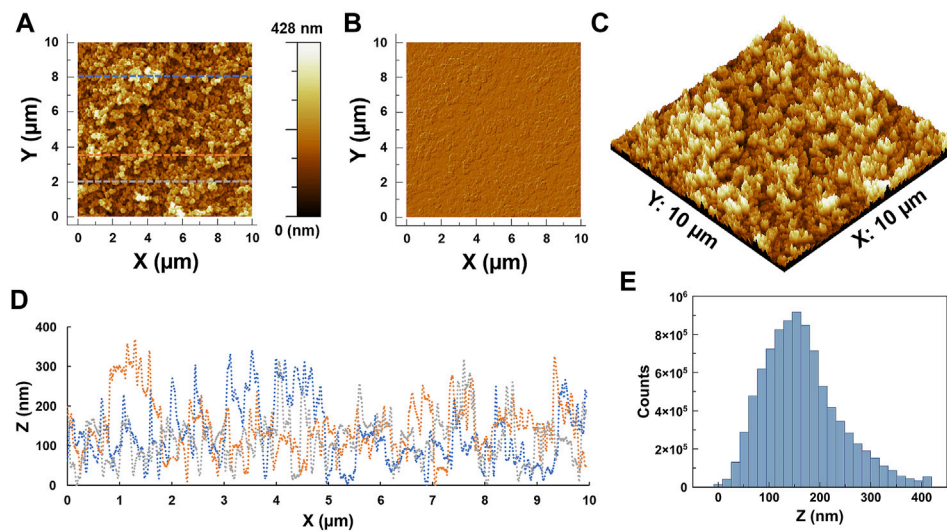 A
428 nm
10
8
6
4
2
0
0 2 4 6 8 10
Y (µm)
X (µm)
0 (nm)
B
10
8
6
4
2
0
0 2 4 6 8 10
Y (µm)
X (µm)
C
Y: 10 µm
X: 10 µm
D
400
300
200
100
0
0 1 2 3 4 5 6 7 8 9 10
Z (nm)
X (µm)
E
10⁶
8×10⁵
6×10⁵
4×10⁵
2×10⁵
0
0 100 200 300 400
Counts
Z (nm)